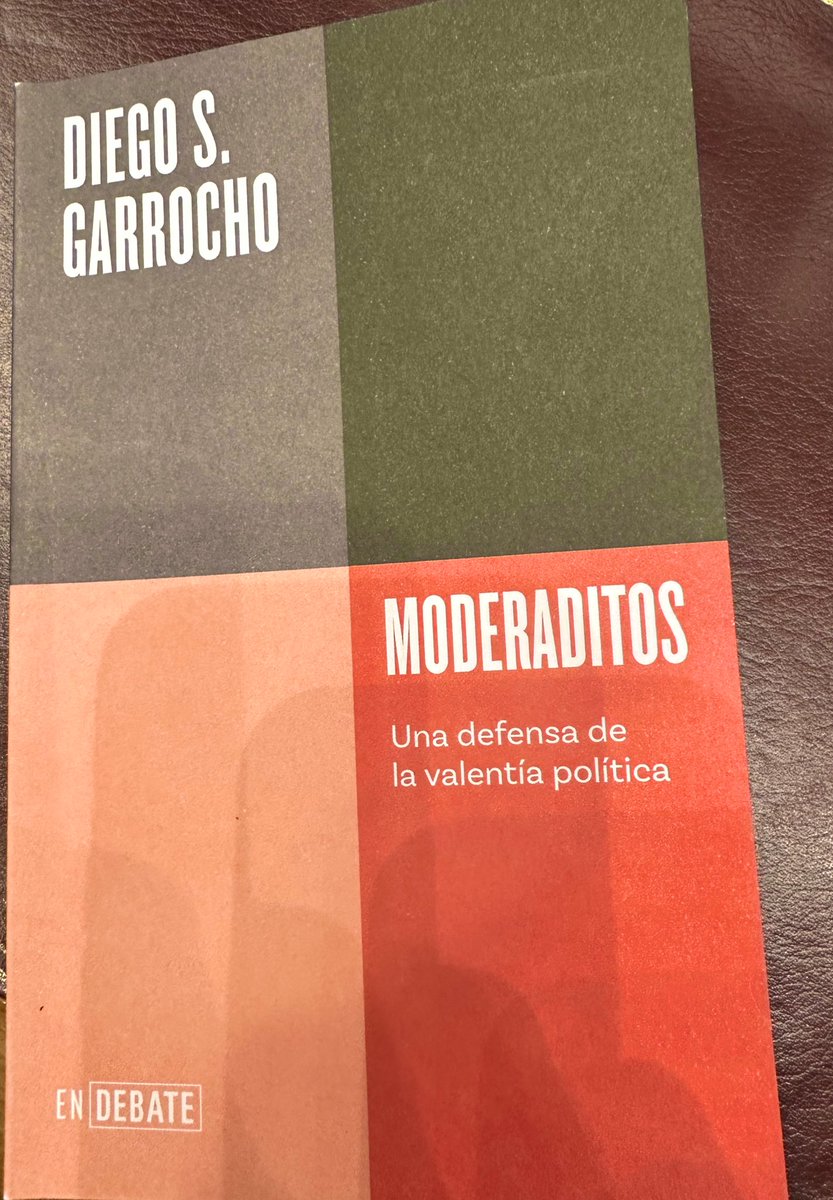 DIEGO S.
GARROCHO
MODERADITOS
Una defensa de
la valentía política
EN DEBATE